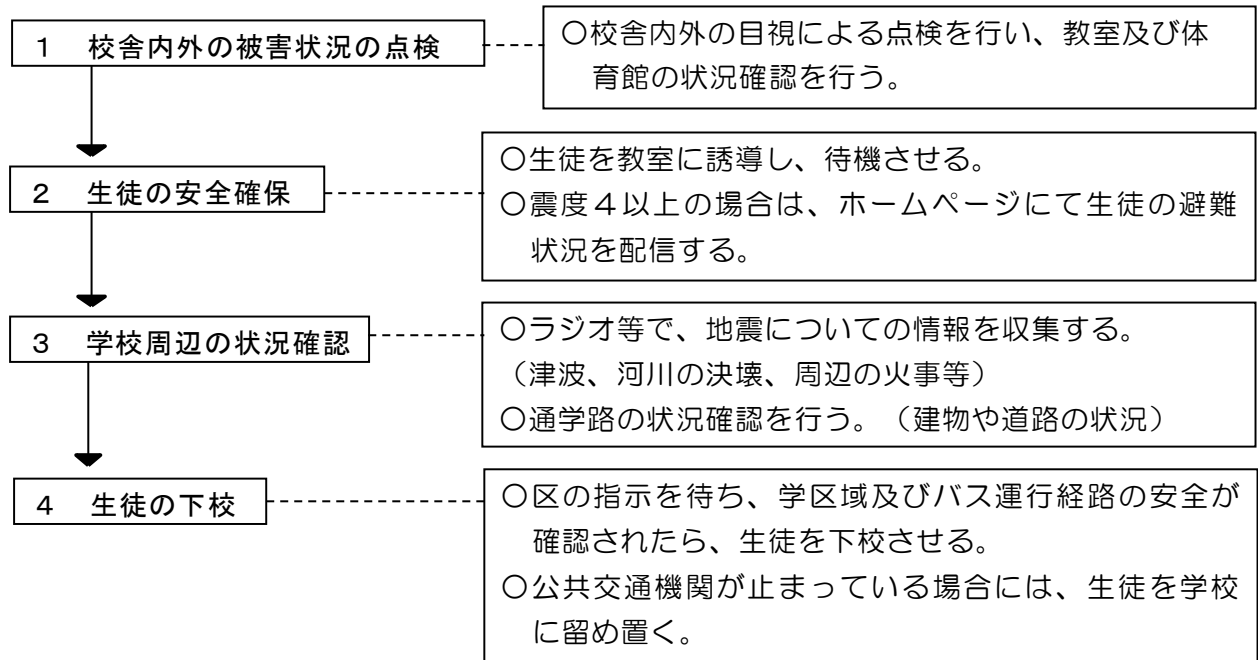 １　校舎内外の被害状況の点検
〇校舎内外の目視による点検を行い、教室及び体
育館の状況確認を行う。
２　生徒の安全確保
〇生徒を教室に誘導し、待機させる。
〇震度４以上の場合は、ホームページにて生徒の避難
状況を配信する。
３　学校周辺の状況確認
〇ラジオ等で、地震についての情報を収集する。
（津波、河川の決壊、周辺の火事等）
〇通学路の状況確認を行う。（建物や道路の状況）
４　生徒の下校
〇区の指示を待ち、学区域及びバス運行経路の安全が
確認されたら、生徒を下校させる。
〇公共交通機関が止まっている場合には、生徒を学校
に留め置く。